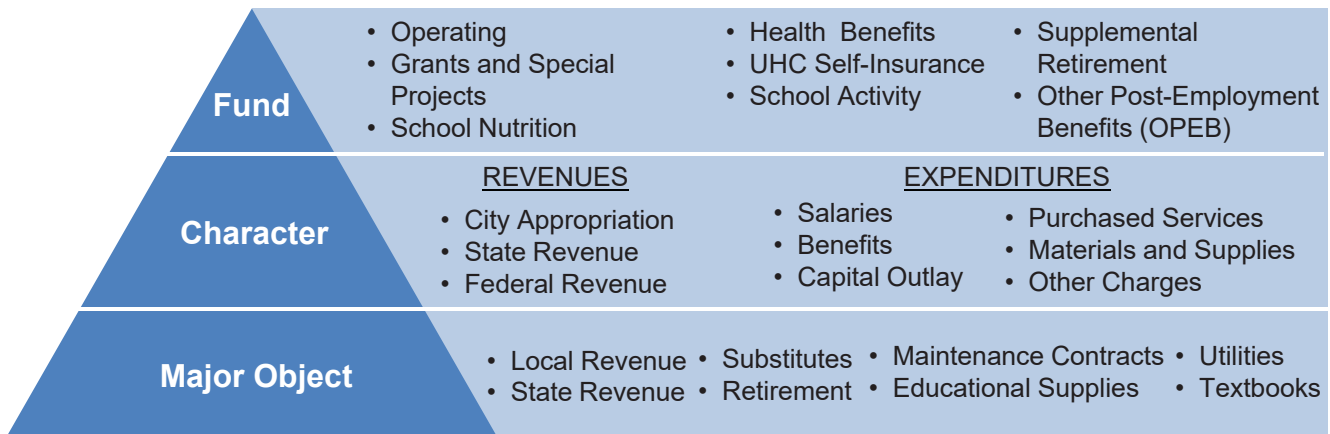 Fund
• Operating
• Grants and Special
Projects
• School Nutrition
• Health Benefits
• UHC Self-Insurance
• School Activity
• Supplemental
Retirement
• Other Post-Employment
Benefits (OPEB)
Character
REVENUES
• City Appropriation
• State Revenue
• Federal Revenue
EXPENDITURES
• Salaries
• Benefits
• Capital Outlay
• Purchased Services
• Materials and Supplies
• Other Charges
Major Object
• Local Revenue
• State Revenue
• Substitutes
• Retirement
• Maintenance Contracts
• Educational Supplies
• Utilities
• Textbooks